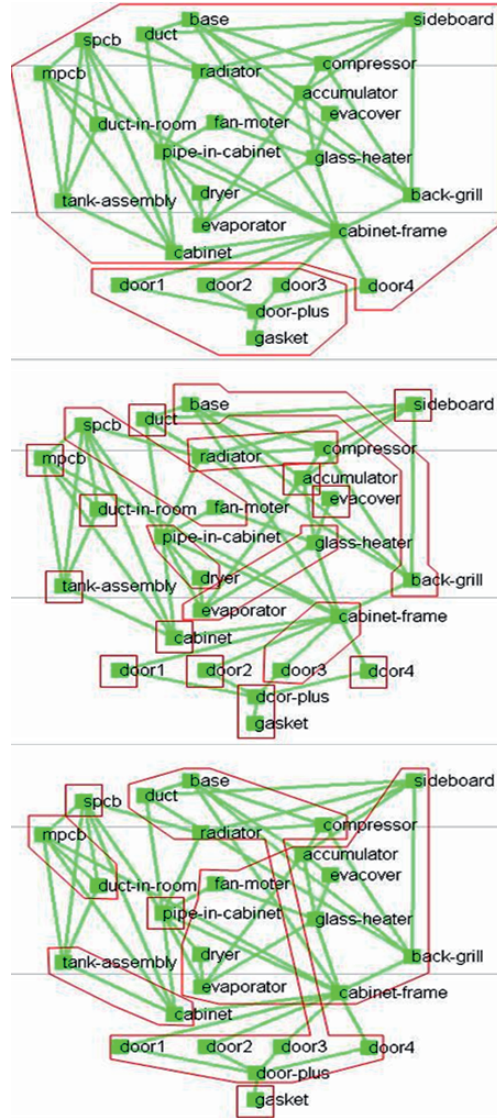 base sideboard
spcb duct
mpcb radiator compressor
accumulator
duct-in-room fan-moter evacover
pipe-in-cabinet glass-heater
tank-assembly dryer back-grill
evaporator cabinet-frame
cabinet
door1 door2 door3 door4
door-plus
gasket
base sideboard
spcb duct
mpcb radiator compressor
accumulator
duct-in-room fan-moter evacover
pipe-in-cabinet glass-heater
tank-assembly dryer back-grill
evaporator cabinet-frame
cabinet
door1 door2 door3 door4
door-plus
gasket
base sideboard
spcb duct
mpcb radiator compressor
accumulator
duct-in-room fan-moter evacover
pipe-in-cabinet glass-heater
tank-assembly dryer back-grill
evaporator cabinet-frame
cabinet
door1 door2 door3 door4
door-plus
gasket